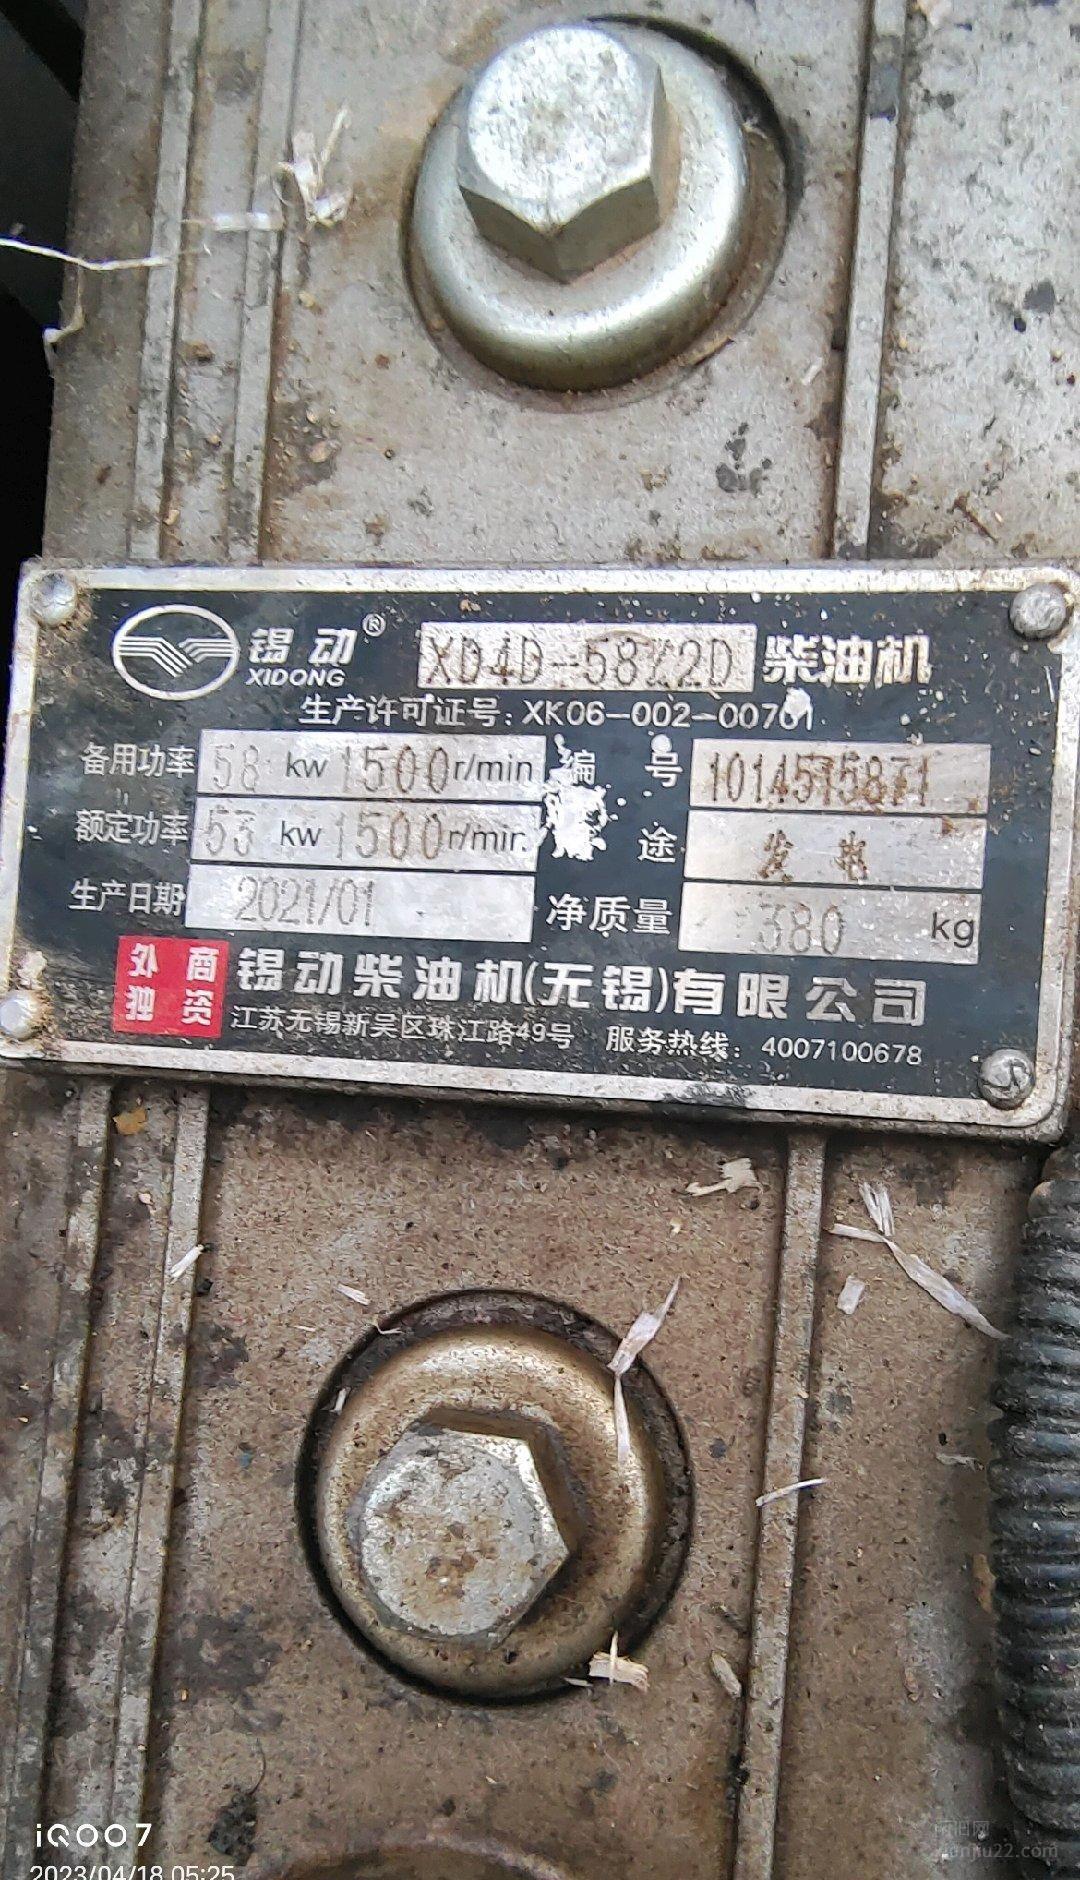 锡动®
XIDONG
XD4D-58Z2D 柴油机
生产许可证号: XK06-002-00701
备用功率 58 kw 1500r/min 编 号 1014515871
额定功率 53 kw 1500r/min. 途 发电
生产日期 2021/01 净质量 380 kg
外商
独资
锡动柴油机(无锡)有限公司
江苏无锡新吴区珠江路49号 服务热线: 4007100678
iQOO 7
2023/04/18 05:25